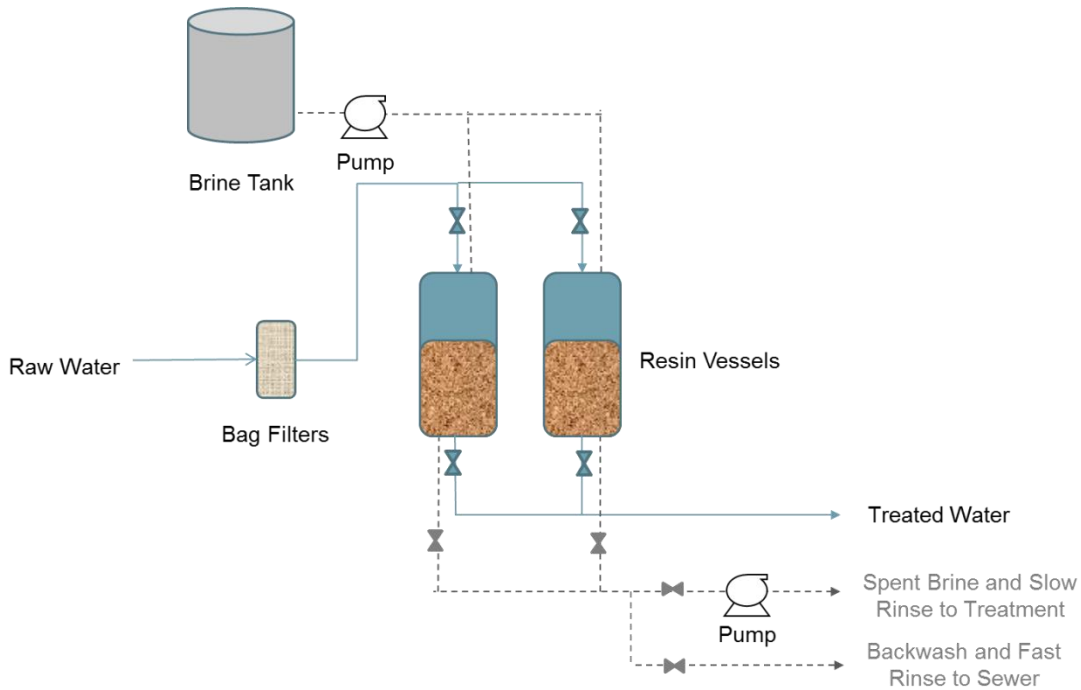 Pump
Brine Tank
Raw Water
Resin Vessels
Bag Filters
Treated Water
Spent Brine and Slow
Rinse to Treatment
Pump
Backwash and Fast
Rinse to Sewer